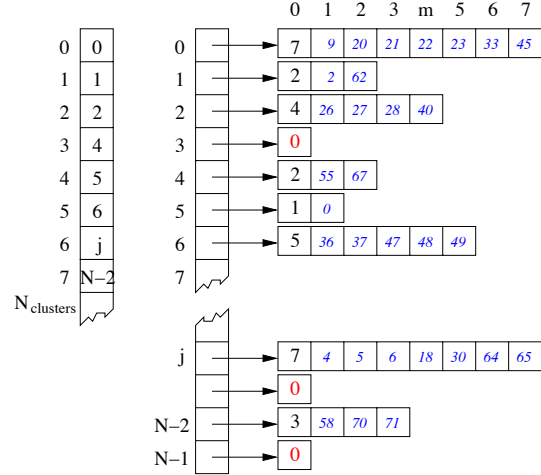 0 1 2 3 m 5 6 7
0 0 0 7 9 20 21 22 23 33 45
1 1 1 2 2 62
2 2 2 4 26 27 28 40
3 4 3 0
4 5 4 2 55 67
5 6 5 1 0
6 j 6 5 36 37 47 48 49
7 N−2 7
Nclusters
j 7 4 5 6 18 30 64 65
0
N−2 3 58 70 71
N−1 0